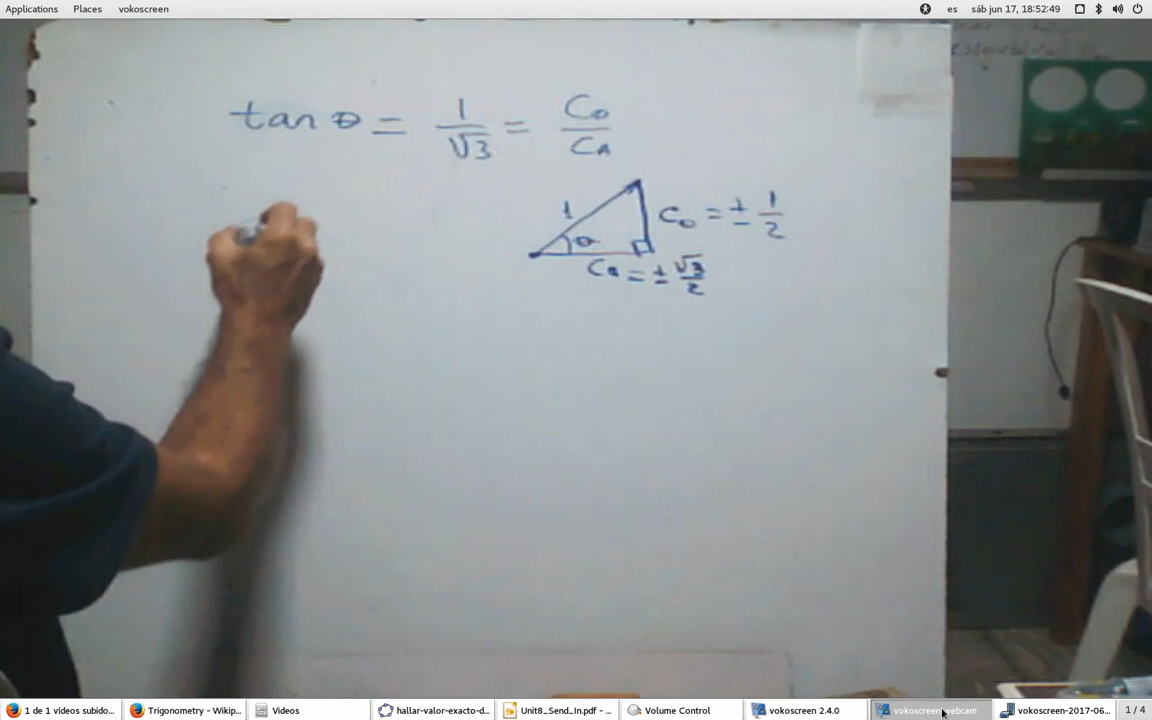 Applications Places vokoscreen es sáb jun 17, 18:52:49
tan θ = 1/√3 = Co/CA
1 Co = ± 1/2
θ
CA = ± √3/2
1 de 1 vídeos subido... Trigonometry - Wikip... Videos hallar-valor-exacto-d... Unit8_Send_In.pdf - ... Volume Control vokoscreen 2.4.0 vokoscreen webcam vokoscreen-2017-06... 1 / 4